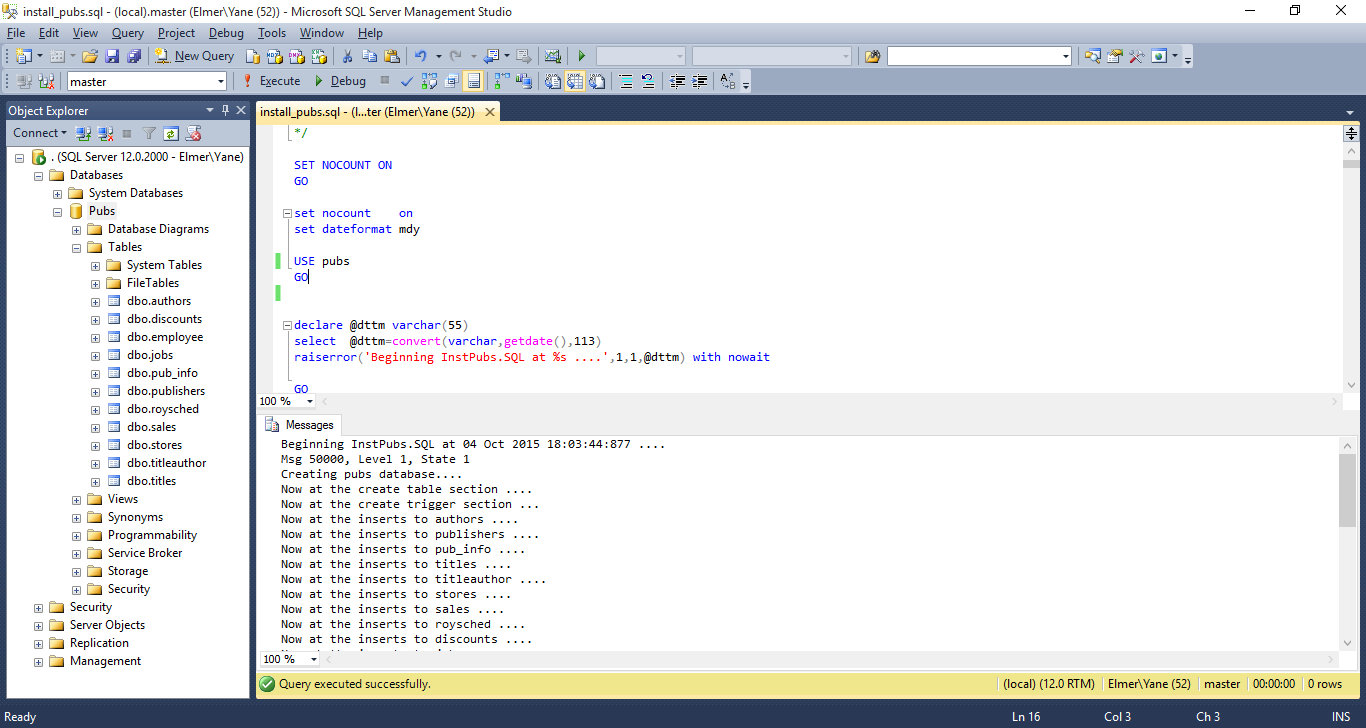 install_pubs.sql - (local).master (Elmer\Yane (52)) - Microsoft SQL Server Management Studio
File Edit View Query Project Debug Tools Window Help
New Query
master Execute Debug
Object Explorer
Connect
. (SQL Server 12.0.2000 - Elmer\Yane)
Databases
System Databases
Pubs
Database Diagrams
Tables
System Tables
FileTables
dbo.authors
dbo.discounts
dbo.employee
dbo.jobs
dbo.pub_info
dbo.publishers
dbo.roysched
dbo.sales
dbo.stores
dbo.titleauthor
dbo.titles
Views
Synonyms
Programmability
Service Broker
Storage
Security
Security
Server Objects
Replication
Management
install_pubs.sql - (l...ter (Elmer\Yane (52))
*/
SET NOCOUNT ON
GO
set nocount    on
set dateformat mdy
USE pubs
GO
declare @dttm varchar(55)
select  @dttm=convert(varchar,getdate(),113)
raiserror('Beginning InstPubs.SQL at %s ....',1,1,@dttm) with nowait
GO
100 %
Messages
Beginning InstPubs.SQL at 04 Oct 2015 18:03:44:877 ....
Msg 50000, Level 1, State 1
Creating pubs database....
Now at the create table section ....
Now at the create trigger section ...
Now at the inserts to authors ....
Now at the inserts to publishers ....
Now at the inserts to pub_info ....
Now at the inserts to titles ....
Now at the inserts to titleauthor ....
Now at the inserts to stores ....
Now at the inserts to sales ....
Now at the inserts to roysched ....
Now at the inserts to discounts ....
100 %
Query executed successfully. (local) (12.0 RTM) Elmer\Yane (52) master 00:00:00 0 rows
Ready Ln 16 Col 3 Ch 3 INS